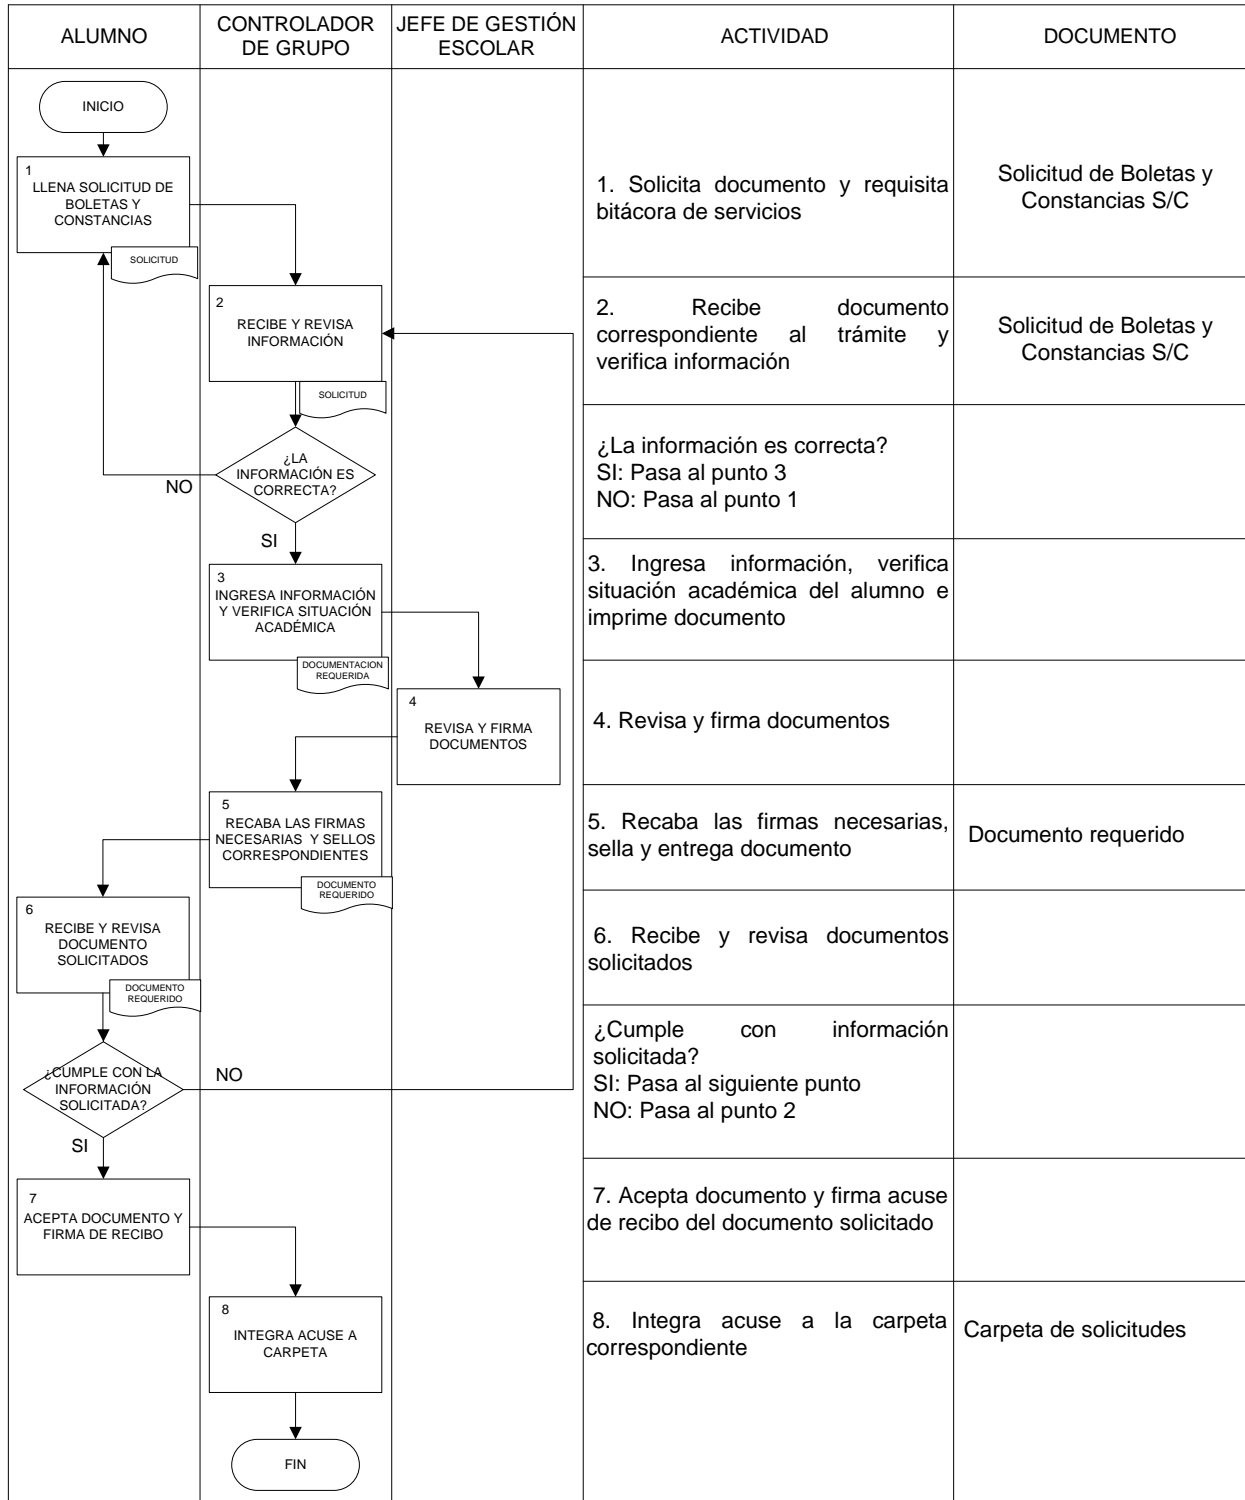 ALUMNO
CONTROLADOR
DE GRUPO
JEFE DE GESTIÓN
ESCOLAR
ACTIVIDAD
DOCUMENTO
INICIO
1
LLENA SOLICITUD DE
BOLETAS Y
CONSTANCIAS
SOLICITUD
1. Solicita documento y requisita
bitácora de servicios
Solicitud de Boletas y
Constancias S/C
2
RECIBE Y REVISA
INFORMACIÓN
SOLICITUD
2. Recibe documento
correspondiente al trámite y
verifica información
Solicitud de Boletas y
Constancias S/C
¿LA
INFORMACIÓN ES
CORRECTA?
NO
SI
¿La información es correcta?
SI: Pasa al punto 3
NO: Pasa al punto 1
3
INGRESA INFORMACIÓN
Y VERIFICA SITUACIÓN
ACADÉMICA
DOCUMENTACION
REQUERIDA
3. Ingresa información, verifica
situación académica del alumno e
imprime documento
4
REVISA Y FIRMA
DOCUMENTOS
4. Revisa y firma documentos
5
RECABA LAS FIRMAS
NECESARIAS Y SELLOS
CORRESPONDIENTES
DOCUMENTO
REQUERIDO
5. Recaba las firmas necesarias,
sella y entrega documento
Documento requerido
6
RECIBE Y REVISA
DOCUMENTO
SOLICITADOS
DOCUMENTO
REQUERIDO
6. Recibe y revisa documentos
solicitados
¿CUMPLE CON LA
INFORMACIÓN
SOLICITADA?
NO
SI
¿Cumple con información
solicitada?
SI: Pasa al siguiente punto
NO: Pasa al punto 2
7
ACEPTA DOCUMENTO Y
FIRMA DE RECIBO
7. Acepta documento y firma acuse
de recibo del documento solicitado
8
INTEGRA ACUSE A
CARPETA
8. Integra acuse a la carpeta
correspondiente
Carpeta de solicitudes
FIN